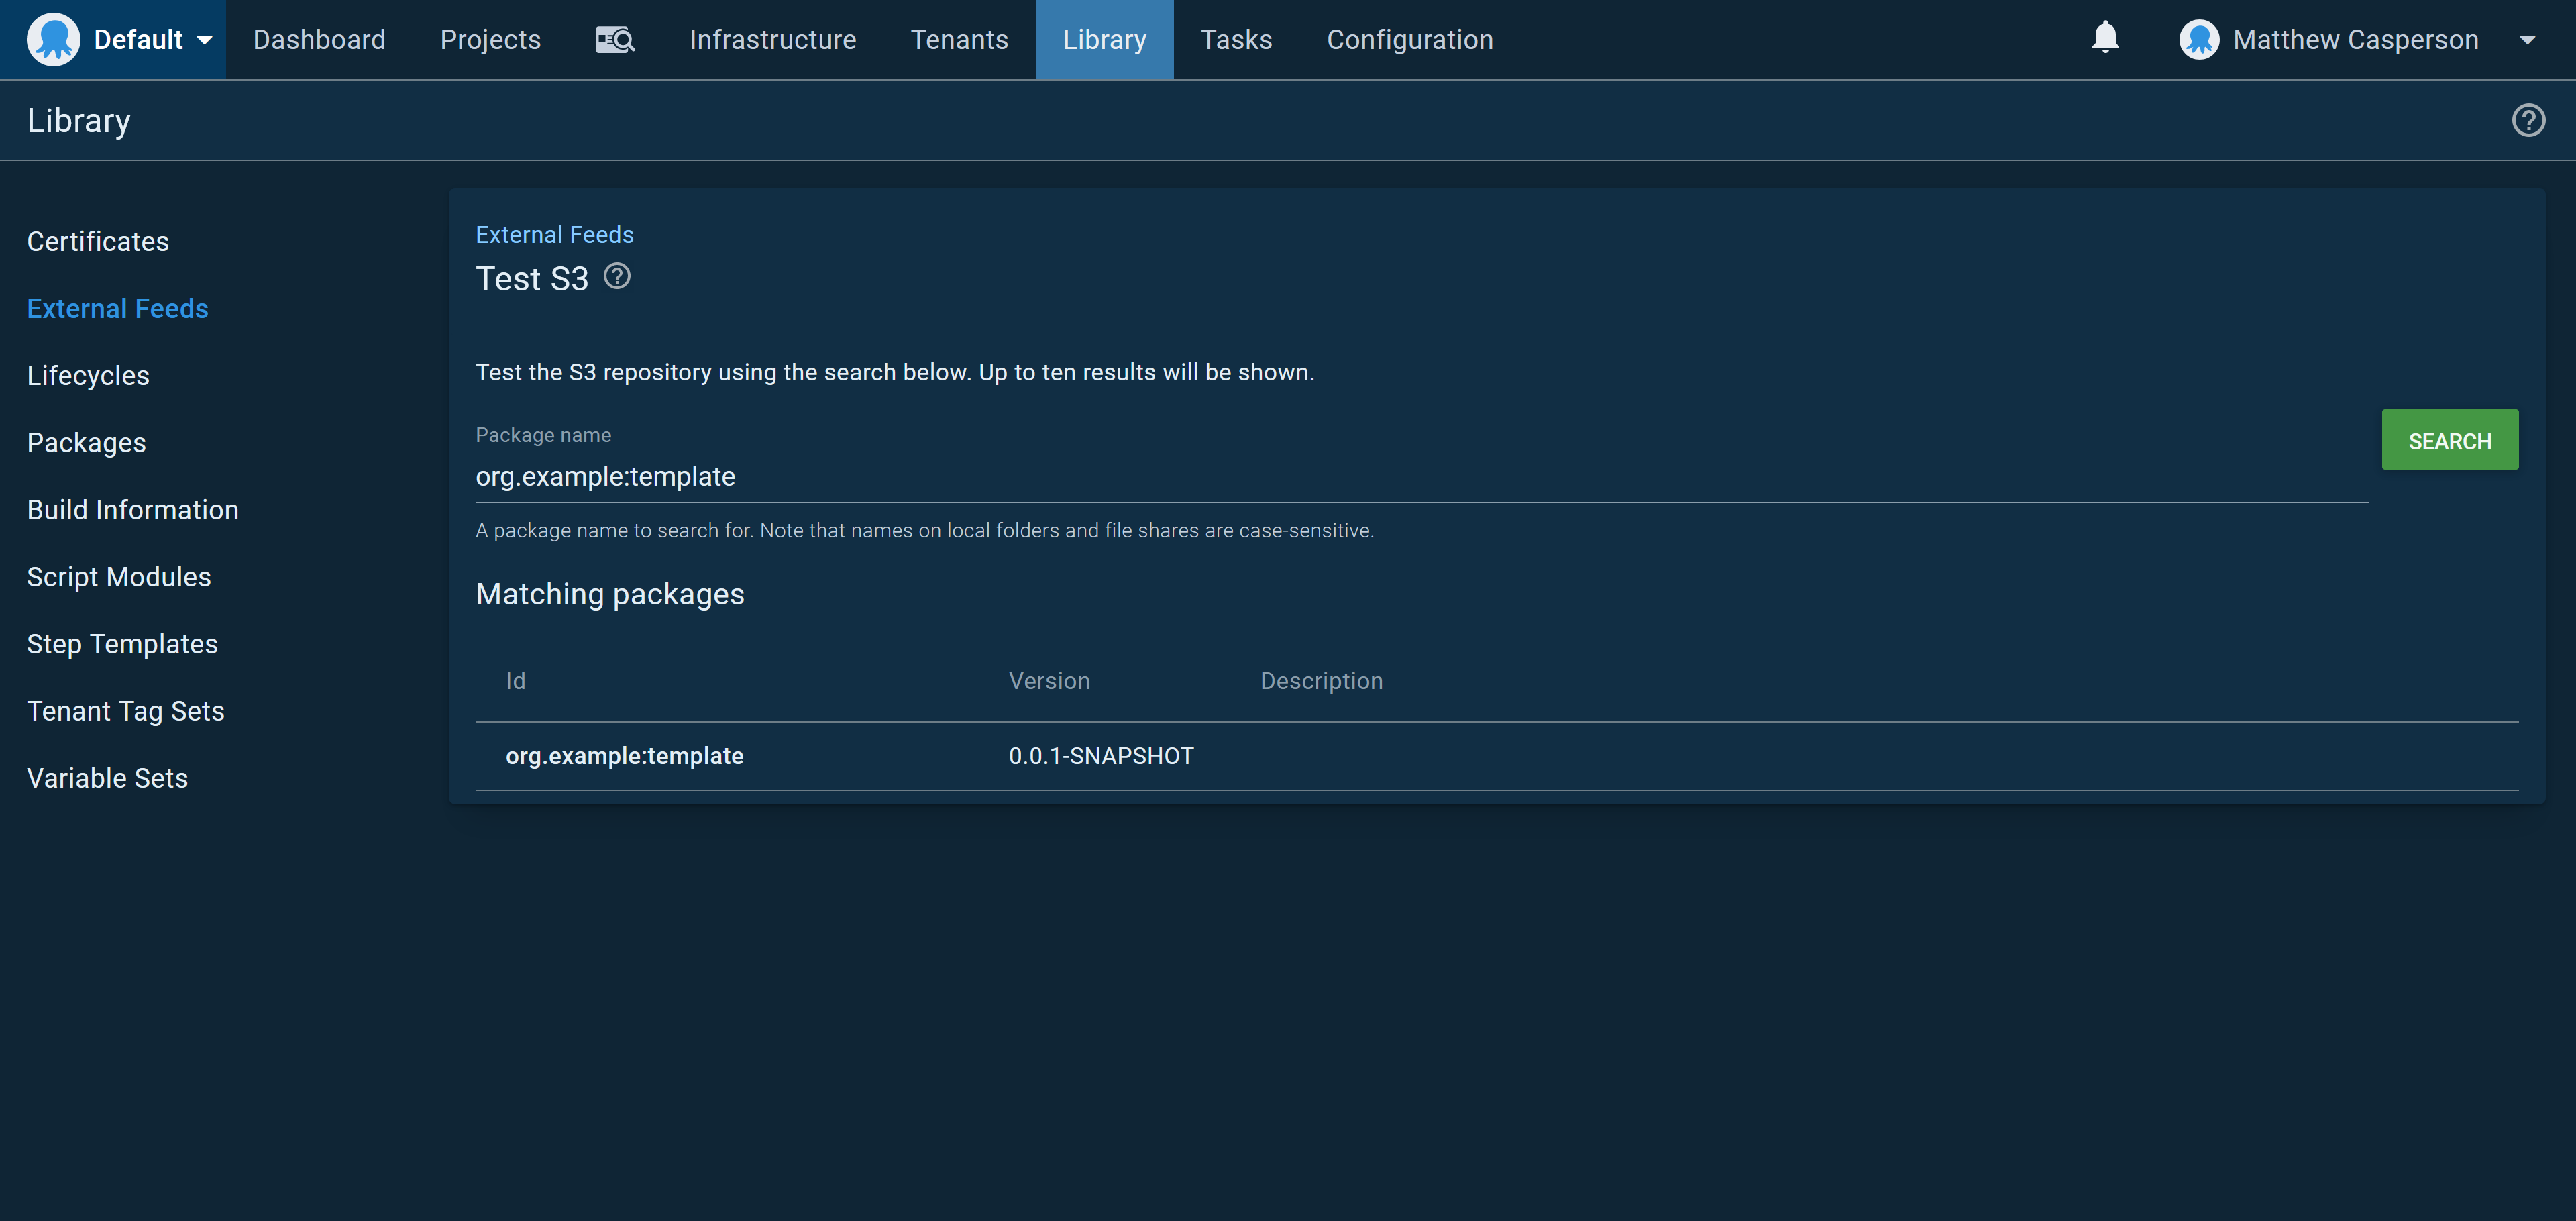 Default Dashboard Projects Infrastructure Tenants Library Tasks Configuration Matthew Casperson
Library
Certificates
External Feeds
Lifecycles
Packages
Build Information
Script Modules
Step Templates
Tenant Tag Sets
Variable Sets
External Feeds
Test S3
Test the S3 repository using the search below. Up to ten results will be shown.
Package name
org.example:template
SEARCH
A package name to search for. Note that names on local folders and file shares are case-sensitive.
Matching packages
Id Version Description
org.example:template 0.0.1-SNAPSHOT